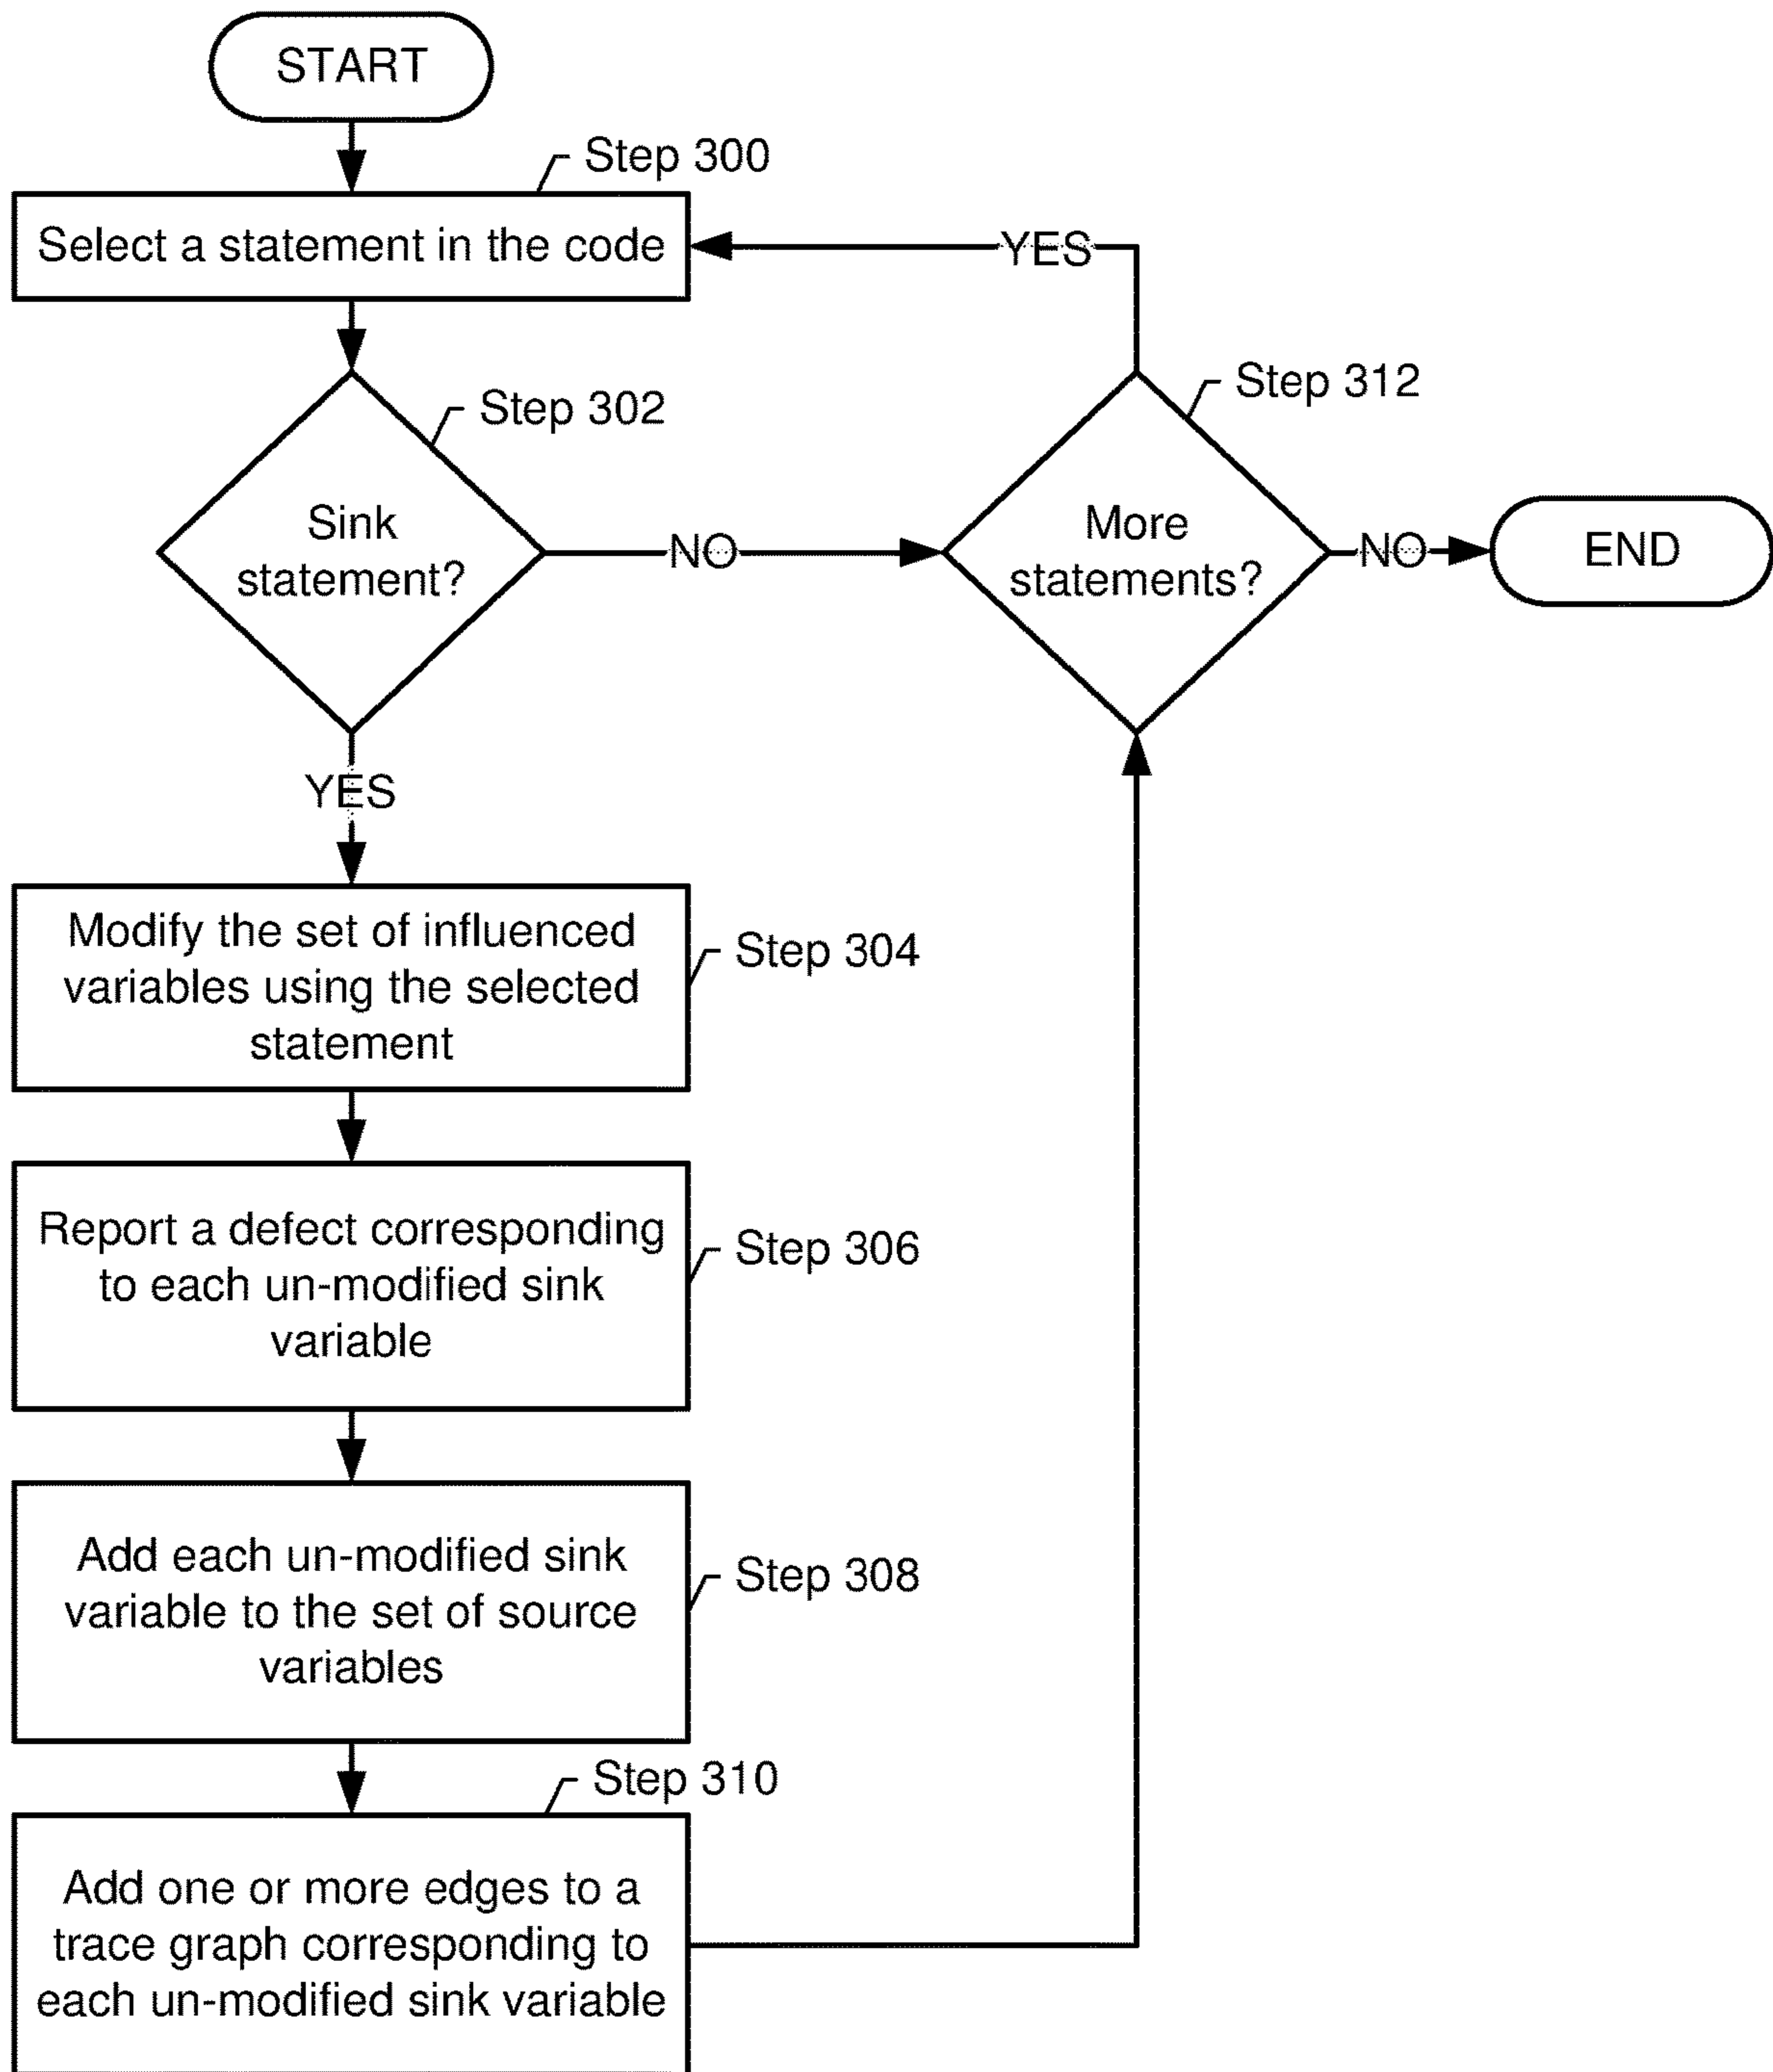 START
Step 300
Select a statement in the code
YES
Step 312
Step 302
Sink
statement?
NO
More
statements?
NO
END
YES
Modify the set of influenced
variables using the selected
statement
Step 304
Report a defect corresponding
to each un-modified sink
variable
Step 306
Add each un-modified sink
variable to the set of source
variables
Step 308
Step 310
Add one or more edges to a
trace graph corresponding to
each un-modified sink variable